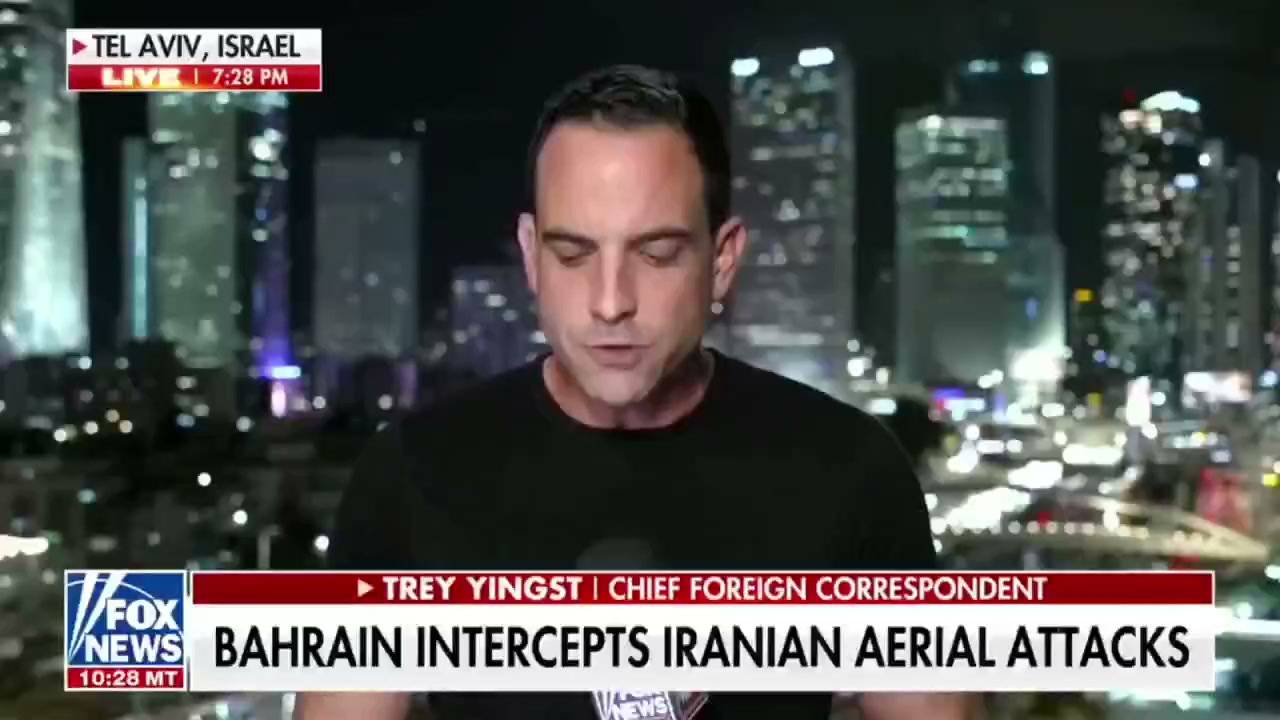 TEL AVIV, ISRAEL
LIVE | 7:28 PM
TREY YINGST | CHIEF FOREIGN CORRESPONDENT
FOX
NEWS
BAHRAIN INTERCEPTS IRANIAN AERIAL ATTACKS
10:28 MT
NEWS